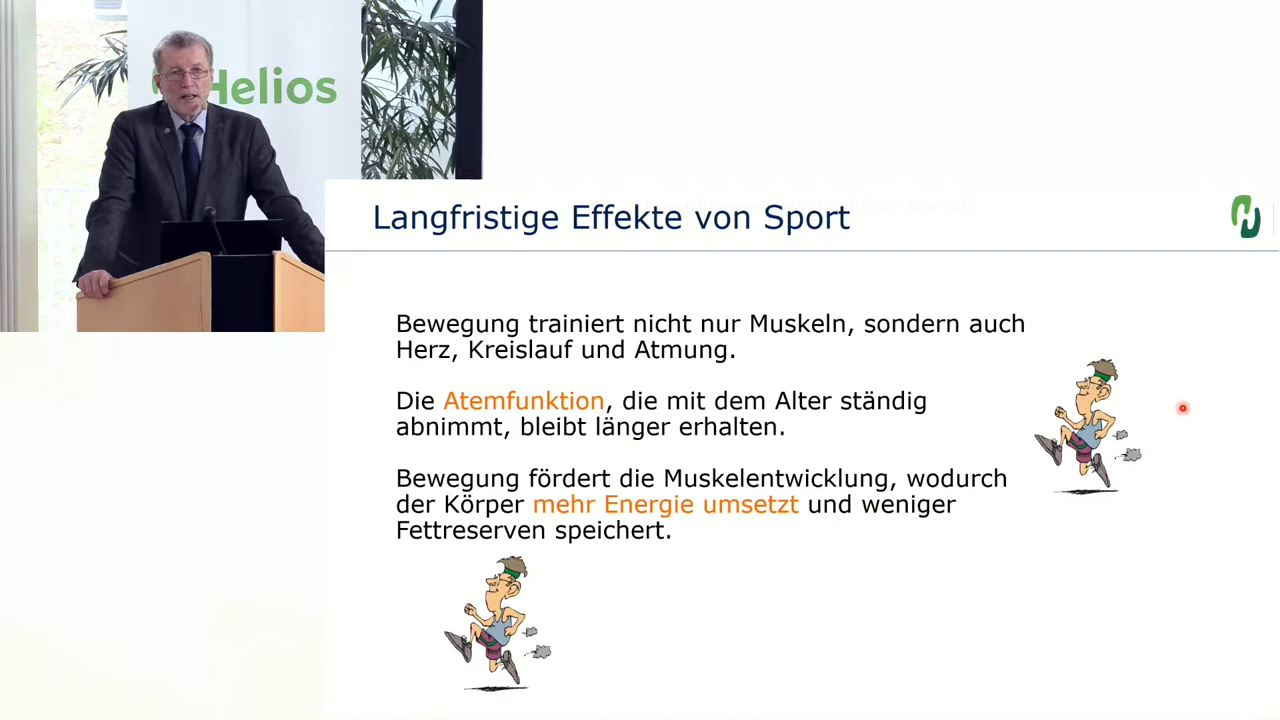 Helios
Langfristige Effekte von Sport
Bewegung trainiert nicht nur Muskeln, sondern auch
Herz, Kreislauf und Atmung.
Die Atemfunktion, die mit dem Alter ständig
abnimmt, bleibt länger erhalten.
Bewegung fördert die Muskelentwicklung, wodurch
der Körper mehr Energie umsetzt und weniger
Fettreserven speichert.